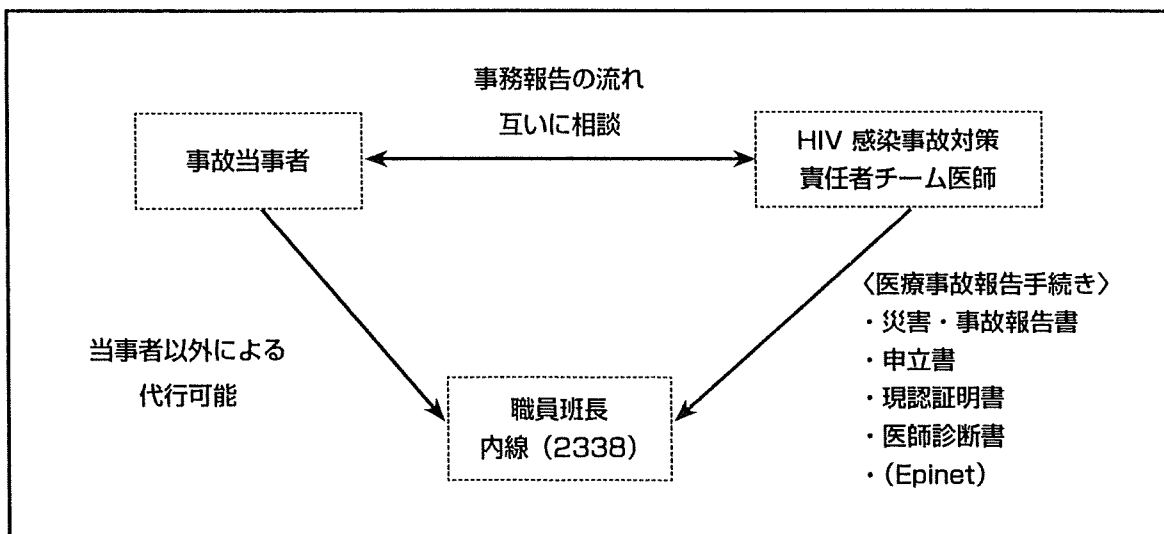 事務報告の流れ
互いに相談
事故当事者
HIV 感染事故対策
責任者チーム医師
〈医療事故報告手続き〉
・災害・事故報告書
・申立書
・現認証明書
・医師診断書
・(Epinet)
当事者以外による
代行可能
職員班長
内線（2338）